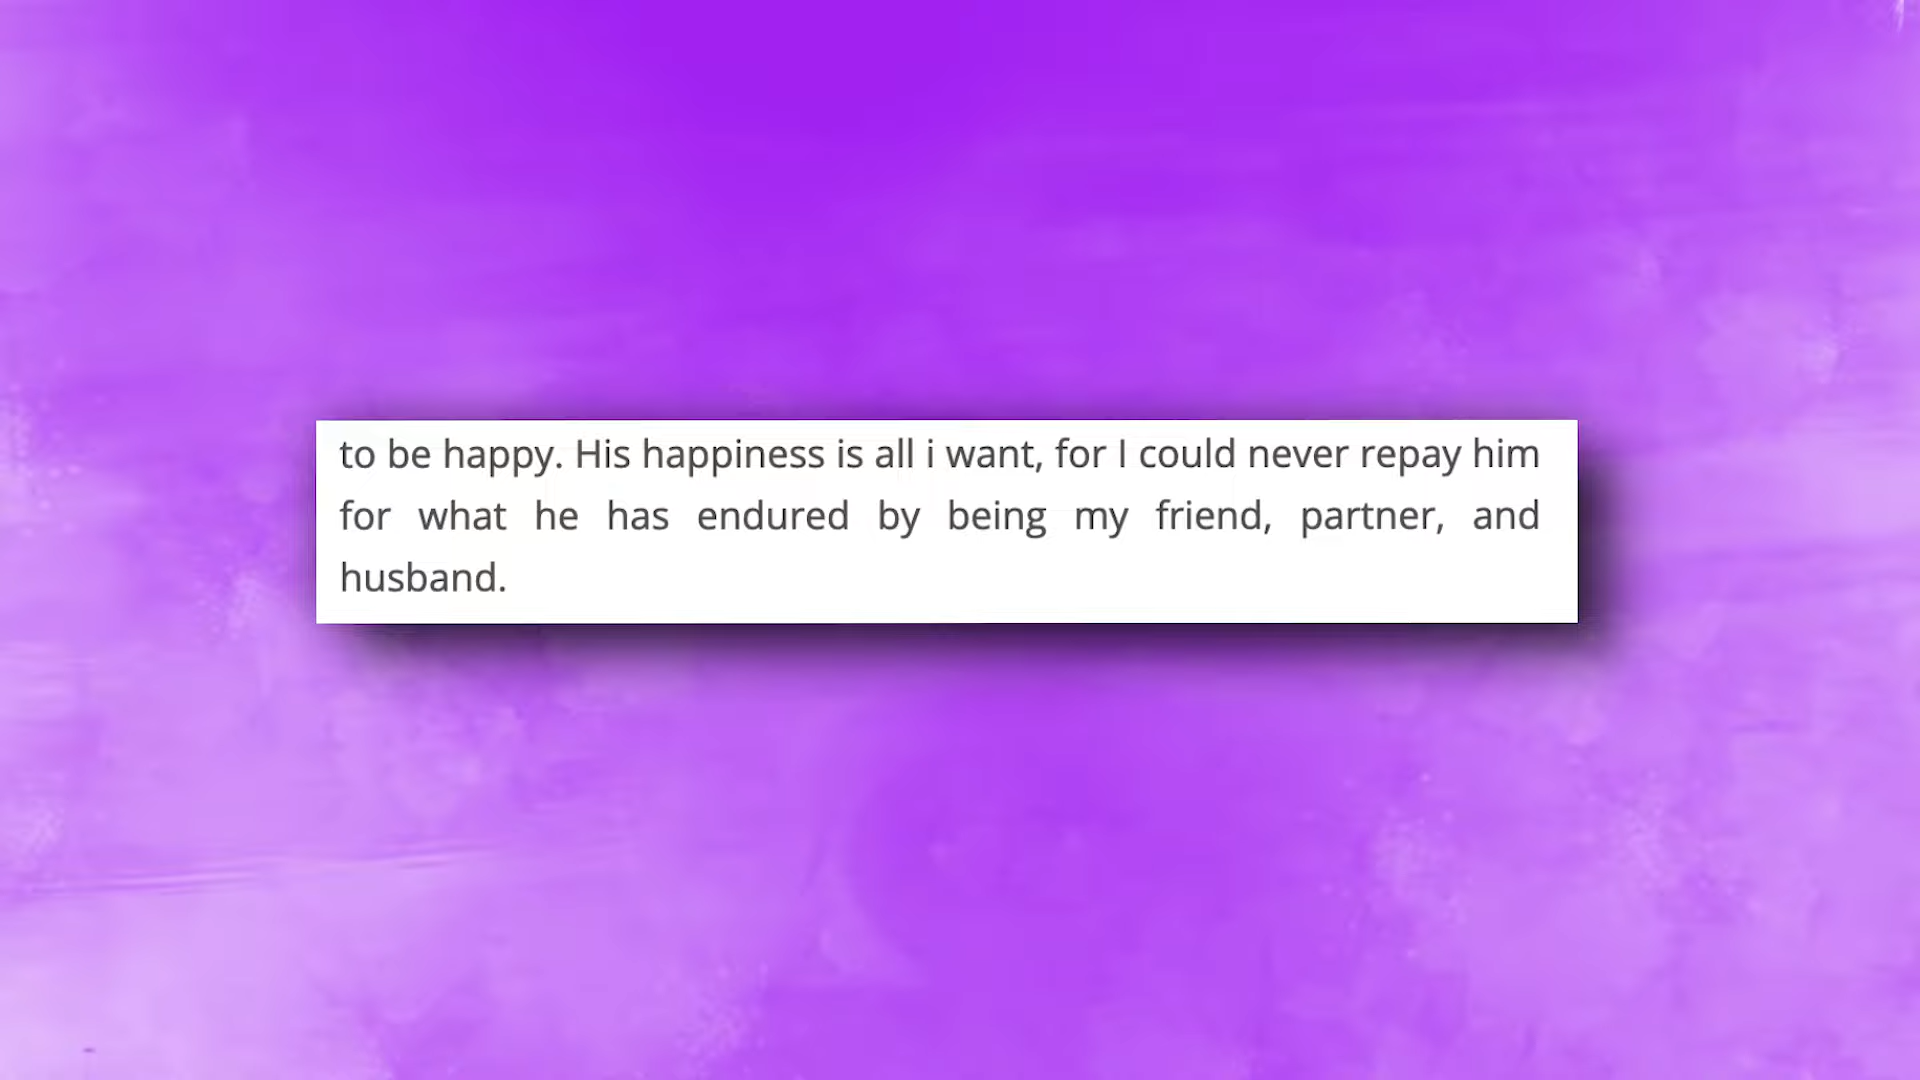 to be happy. His happiness is all i want, for I could never repay him
for what he has endured by being my friend, partner, and
husband.